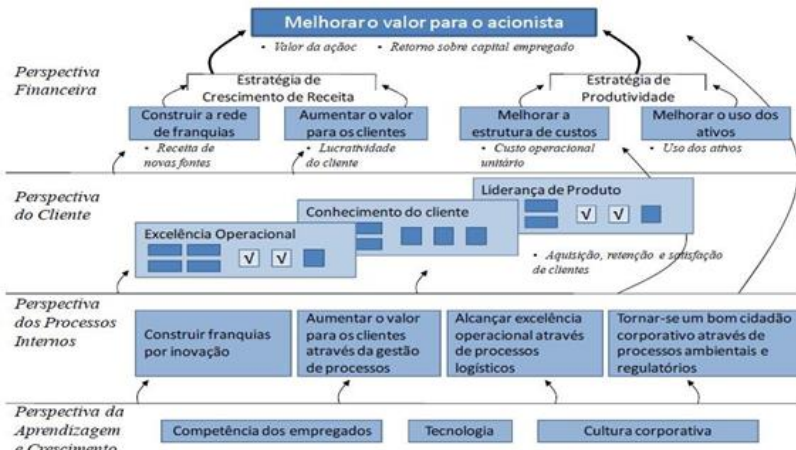 Melhorar o valor para o acionista
• Valor da açãoc • Retorno sobre capital empregado
Perspectiva
Financeira
Estratégia de
Crescimento de Receita
Estratégia de
Produtividade
Construir a rede
de franquias
Aumentar o valor
para os clientes
Melhorar a
estrutura de custos
Melhorar o uso dos
ativos
• Receita de
novas fontes
• Lucratividade
do cliente
• Custo operacional
unitário
• Uso dos ativos
Perspectiva
do Cliente
Liderança de Produto
√ √
Conhecimento do cliente
Excelência Operacional
√ √
• Aquisição, retenção e satisfação
de clientes
Perspectiva
dos Processos
Internos
Construir franquias
por inovação
Aumentar o valor
para os clientes
através da gestão
de processos
Alcançar excelência
operacional através
de processos
logísticos
Tornar-se um bom cidadão
corporativo através de
processos ambientais e
regulatórios
Perspectiva da
Aprendizagem
e Crescimento
Competência dos empregados
Tecnologia
Cultura corporativa